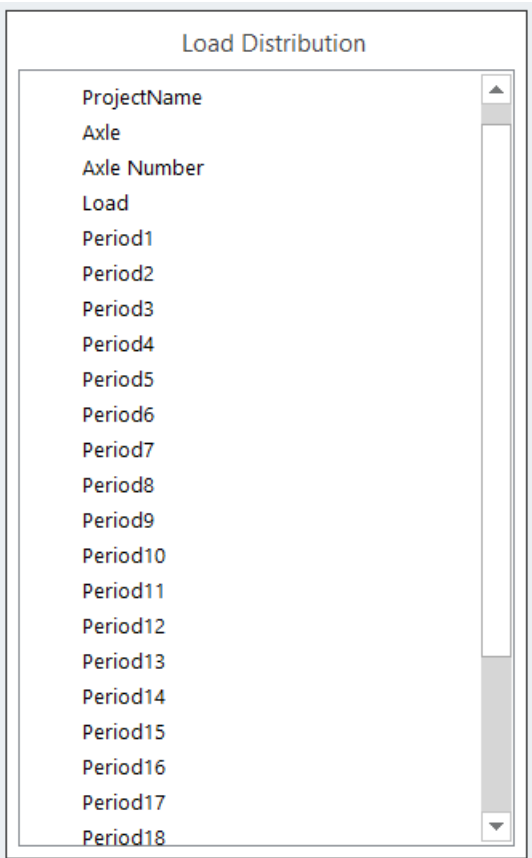 Load Distribution
ProjectName
Axle
Axle Number
Load
Period1
Period2
Period3
Period4
Period5
Period6
Period7
Period8
Period9
Period10
Period11
Period12
Period13
Period14
Period15
Period16
Period17
Period18